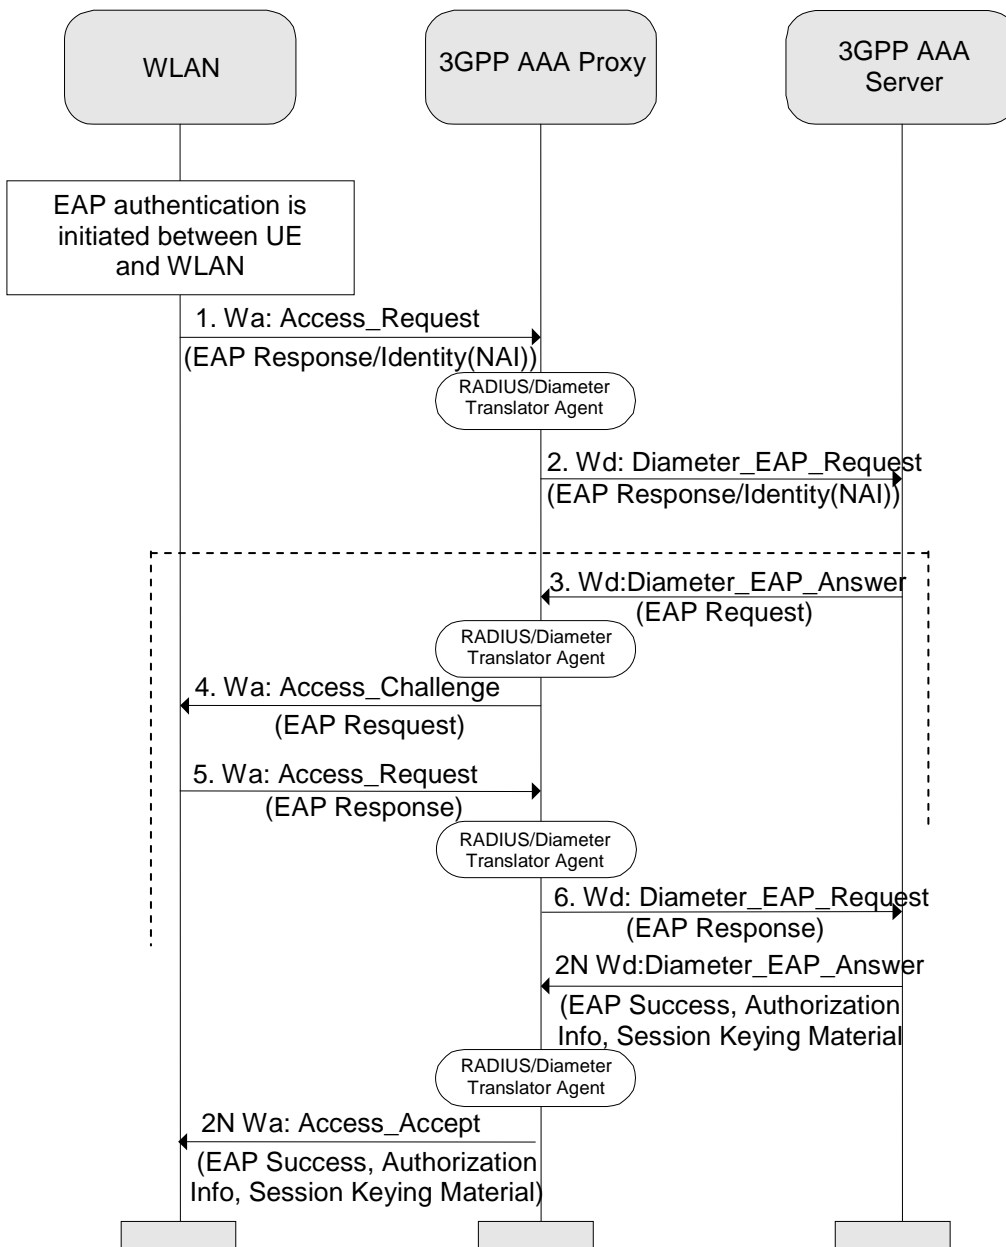 WLAN
3GPP AAA Proxy
3GPP AAA
Server
EAP authentication is
initiated between UE
and WLAN
1. Wa: Access_Request
(EAP Response/Identity(NAI))
RADIUS/Diameter
Translator Agent
2. Wd: Diameter_EAP_Request
(EAP Response/Identity(NAI))
3. Wd:Diameter_EAP_Answer
(EAP Request)
RADIUS/Diameter
Translator Agent
4. Wa: Access_Challenge
(EAP Resquest)
5. Wa: Access_Request
(EAP Response)
RADIUS/Diameter
Translator Agent
6. Wd: Diameter_EAP_Request
(EAP Response)
2N Wd:Diameter_EAP_Answer
(EAP Success, Authorization
Info, Session Keying Material
RADIUS/Diameter
Translator Agent
2N Wa: Access_Accept
(EAP Success, Authorization
Info, Session Keying Material)